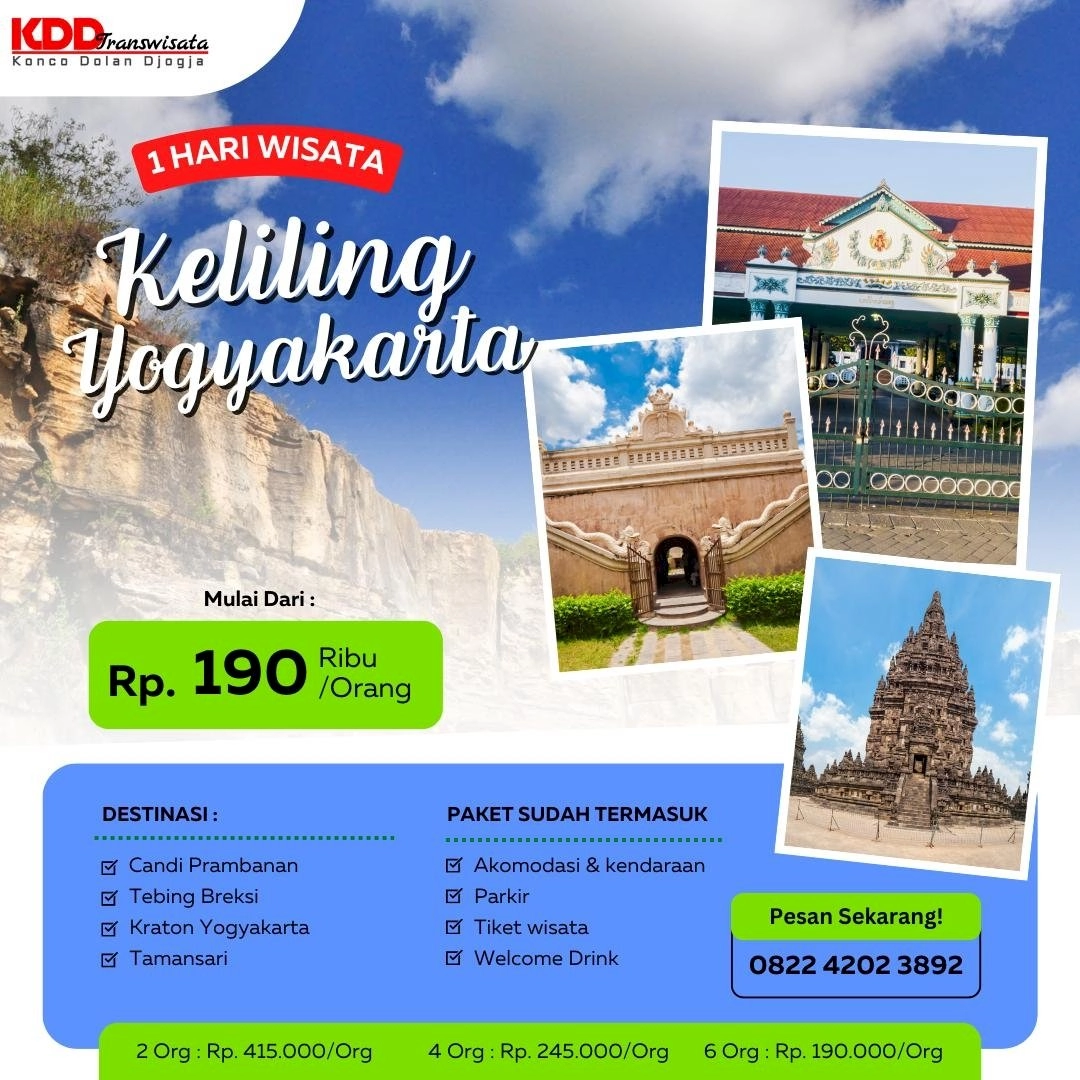 KDD Transwisata
Konco Dolan Djogja
1 HARI WISATA
Keliling
Yogyakarta
Mulai Dari :
Rp. 190 Ribu
/Orang
DESTINASI :
Candi Prambanan
Tebing Breksi
Kraton Yogyakarta
Tamansari
PAKET SUDAH TERMASUK
Akomodasi & kendaraan
Parkir
Tiket wisata
Welcome Drink
Pesan Sekarang!
0822 4202 3892
2 Org : Rp. 415.000/Org
4 Org : Rp. 245.000/Org
6 Org : Rp. 190.000/Org